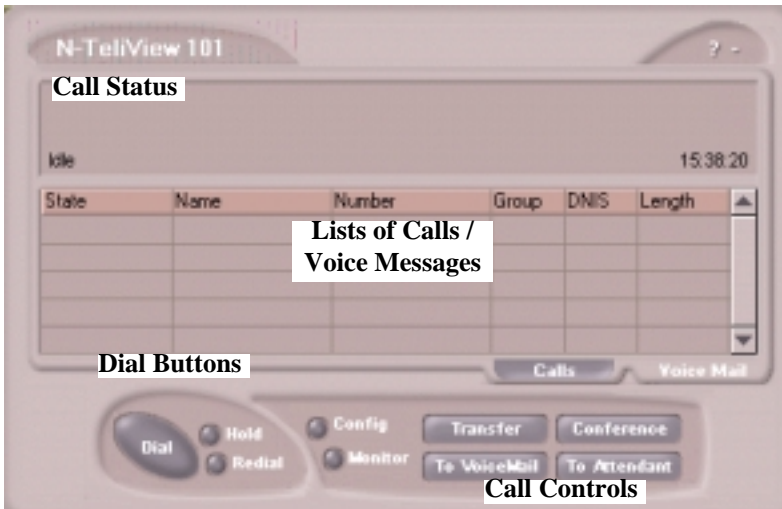 N-TeliView 101
? -
Call Status
Idle
15:38:20
State Name Number Group DNIS Length
Lists of Calls /
Voice Messages
Dial Buttons
Calls
Voice Mail
Dial
Hold
Redial
Config
Monitor
Transfer
Conference
To VoiceMail
To Attendant
Call Controls